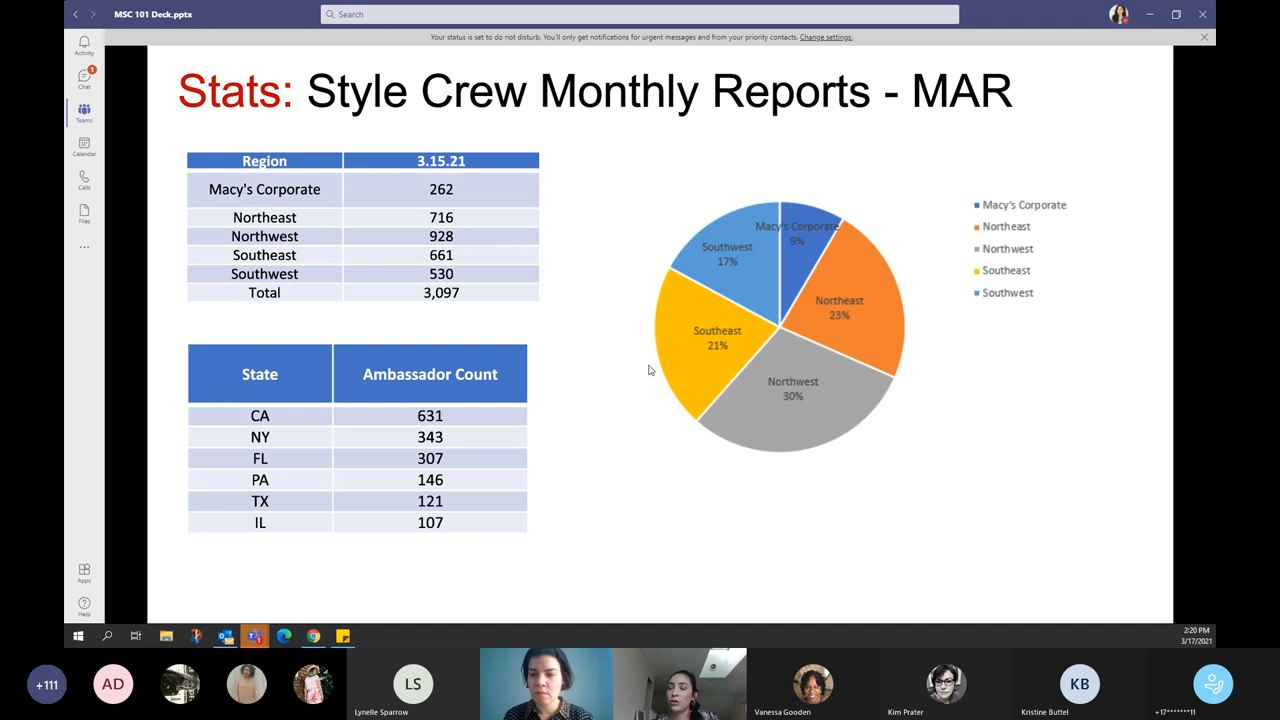 MSC 101 Deck.pptx
Search
Your status is set to do not disturb. You'll only get notifications for urgent messages and from your priority contacts. Change settings.
Activity
1
Chat
Teams
Calendar
Calls
Files
Apps
Help
Stats: Style Crew Monthly Reports - MAR
Region 3.15.21
Macy's Corporate 262
Northeast 716
Northwest 928
Southeast 661
Southwest 530
Total 3,097
State Ambassador Count
CA 631
NY 343
FL 307
PA 146
TX 121
IL 107
Macy's Corporate
9%
Northeast
23%
Northwest
30%
Southeast
21%
Southwest
17%
Macy's Corporate
Northeast
Northwest
Southeast
Southwest
2:20 PM
3/17/2021
+111
AD
LS
Lynelle Sparrow
Vanessa Gooden
Kim Prater
KB
Kristine Buttel
+17*******11